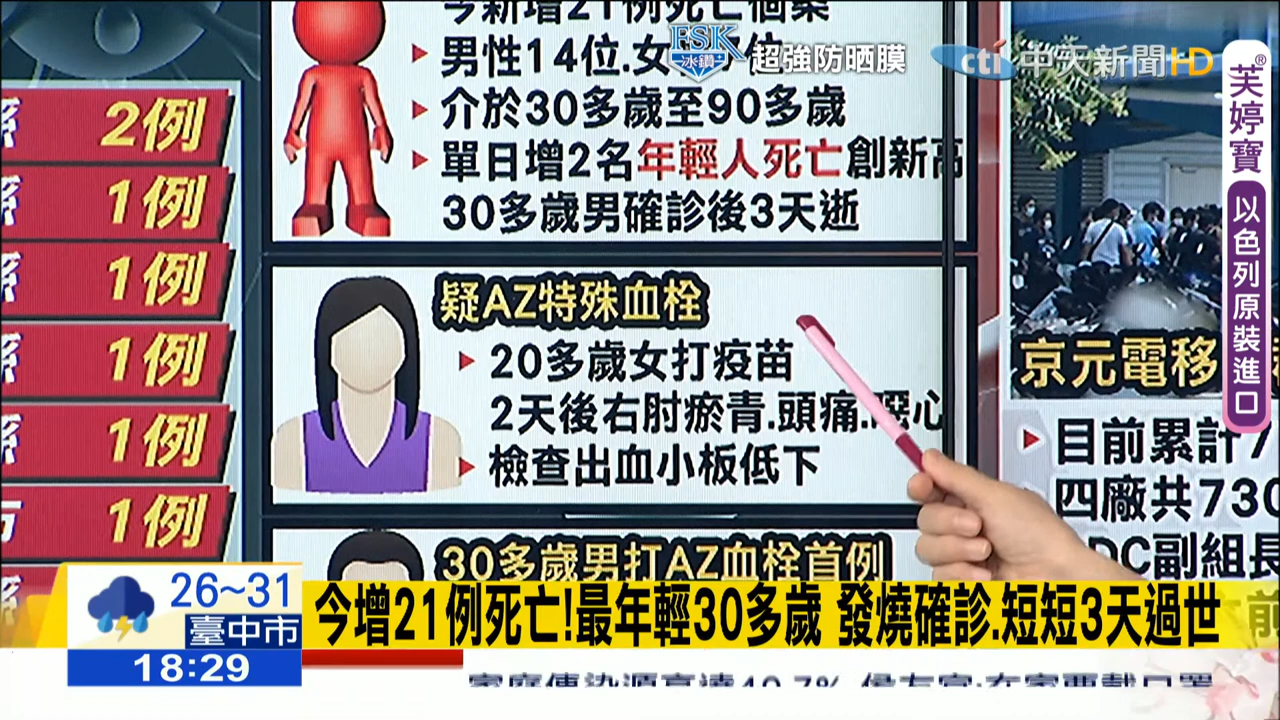 今新增21例死亡個案
男性14位.女
位
介於30多歲至90多歲
單日增2名年輕人死亡創新高
30多歲男確診後3天逝
疑AZ特殊血栓
20多歲女打疫苗
2天後右肘瘀青.頭痛.噁心
檢查出血小板低下
30多歲男打AZ血栓首例
2例
1例
1例
1例
1例
1例
FSK
冰鑽
超強防晒膜
cti 中天新聞HD
芙婷寶®
以色列原裝進口
京元電移
目前累計7
四廠共730
DC副組長
前
26~31
臺中市
18:29
今增21例死亡!最年輕30多歲 發燒確診.短短3天過世